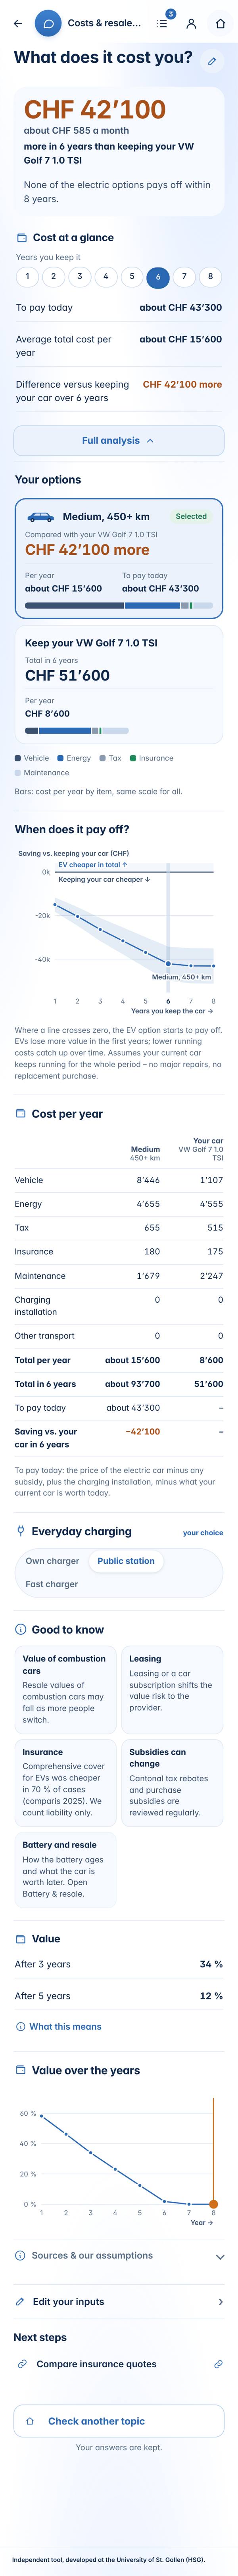 Costs & resale...
3
What does it cost you?
CHF 42'100
about CHF 585 a month
more in 6 years than keeping your VW
Golf 7 1.0 TSI
None of the electric options pays off within
8 years.
Cost at a glance
Years you keep it
1 2 3 4 5 6 7 8
To pay today about CHF 43'300
Average total cost per about CHF 15'600
year
Difference versus keeping CHF 42'100 more
your car over 6 years
Full analysis
Your options
Medium, 450+ km Selected
Compared with your VW Golf 7 1.0 TSI
CHF 42'100 more
Per year To pay today
about CHF 15'600 about CHF 43'300
Keep your VW Golf 7 1.0 TSI
Total in 6 years
CHF 51'600
Per year
CHF 8'600
Vehicle Energy Tax Insurance
Maintenance
Bars: cost per year by item, same scale for all.
When does it pay off?
Saving vs. keeping your car (CHF)
EV cheaper in total ↑
0k
Keeping your car cheaper ↓
-20k
-40k
Medium, 450+ km
1 2 3 4 5 6 7 8
Years you keep the car →
Where a line crosses zero, the EV option starts to pay off.
EVs lose more value in the first years; lower running
costs catch up over time. Assumes your current car
keeps running for the whole period – no major repairs, no
replacement purchase.
Cost per year
Your car
Medium VW Golf 7 1.0
450+ km TSI
Vehicle 8'446 1'107
Energy 4'655 4'555
Tax 655 515
Insurance 180 175
Maintenance 1'679 2'247
Charging 0 0
installation
Other transport 0 0
Total per year about 15'600 8'600
Total in 6 years about 93'700 51'600
To pay today about 43'300 –
Saving vs. your −42'100 –
car in 6 years
To pay today: the price of the electric car minus any
subsidy, plus the charging installation, minus what your
current car is worth today.
Everyday charging your choice
Own charger Public station
Fast charger
Good to know
Value of combustion
cars
Resale values of
combustion cars may
fall as more people
switch.
Leasing
Leasing or a car
subscription shifts the
value risk to the
provider.
Insurance
Comprehensive cover
for EVs was cheaper
in 70 % of cases
(comparis 2025). We
count liability only.
Subsidies can
change
Cantonal tax rebates
and purchase
subsidies are
reviewed regularly.
Battery and resale
How the battery ages
and what the car is
worth later. Open
Battery & resale.
Value
After 3 years 34 %
After 5 years 12 %
What this means
Value over the years
60 %
40 %
20 %
0 %
1 2 3 4 5 6 7 8
Year →
Sources & our assumptions
Edit your inputs
Next steps
Compare insurance quotes
Check another topic
Your answers are kept.
Independent tool, developed at the University of St. Gallen (HSG).